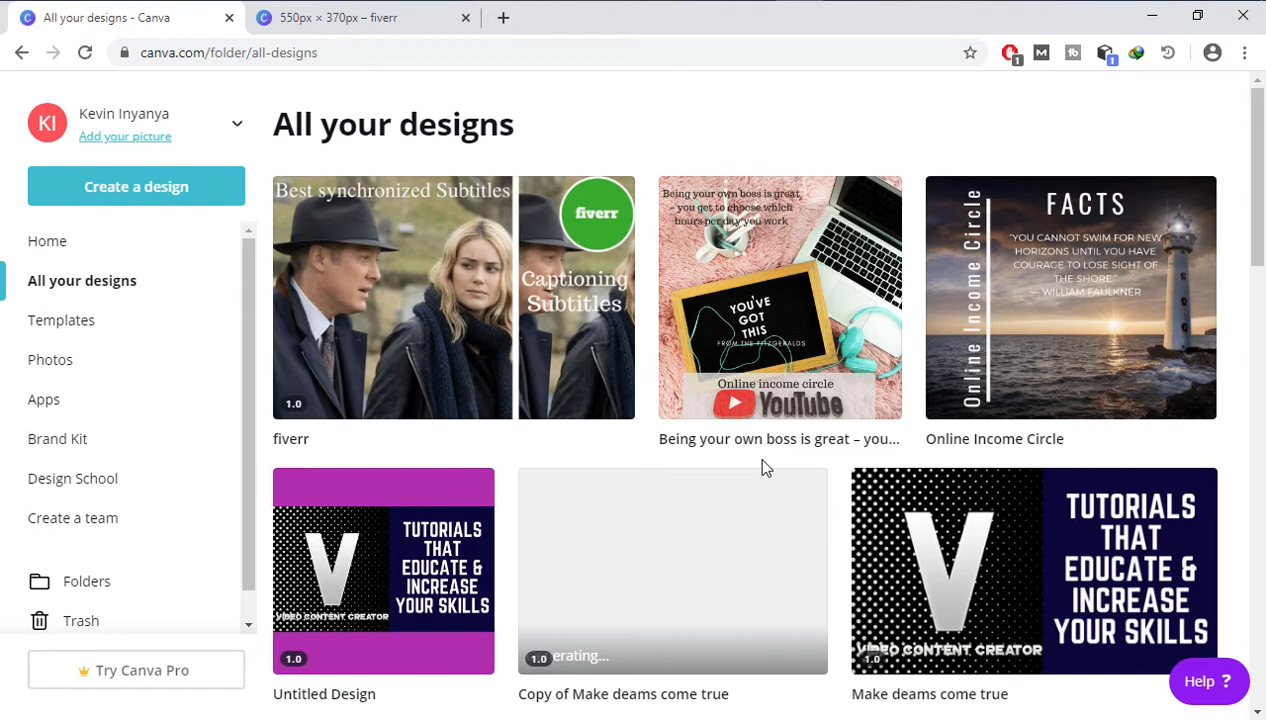 All your designs - Canva
550px × 370px – fiverr
canva.com/folder/all-designs
1
1
KI
Kevin Inyanya
Add your picture
Create a design
Home
All your designs
Templates
Photos
Apps
Brand Kit
Design School
Create a team
Folders
Trash
Try Canva Pro
All your designs
Best synchronized Subtitles
fiverr
Captioning
Subtitles
1.0
fiverr
Being your own boss is great,
– you get to choose which
hours per day you work
YOU'VE
GOT
THIS
FROM THE FITZGERALDS
Online income circle
YouTube
Being your own boss is great – you...
Online Income Circle
FACTS
"YOU CANNOT SWIM FOR NEW
HORIZONS UNTIL YOU HAVE
COURAGE TO LOSE SIGHT OF
THE SHORE."
— WILLIAM FAULKNER
Online Income Circle
V
VIDEO CONTENT CREATOR
TUTORIALS
THAT
EDUCATE &
INCREASE
YOUR SKILLS
1.0
Untitled Design
1.0
erating...
Copy of Make deams come true
V
VIDEO CONTENT CREATOR
TUTORIALS
THAT
EDUCATE &
INCREASE
YOUR SKILLS
1.0
Make deams come true
Help ?